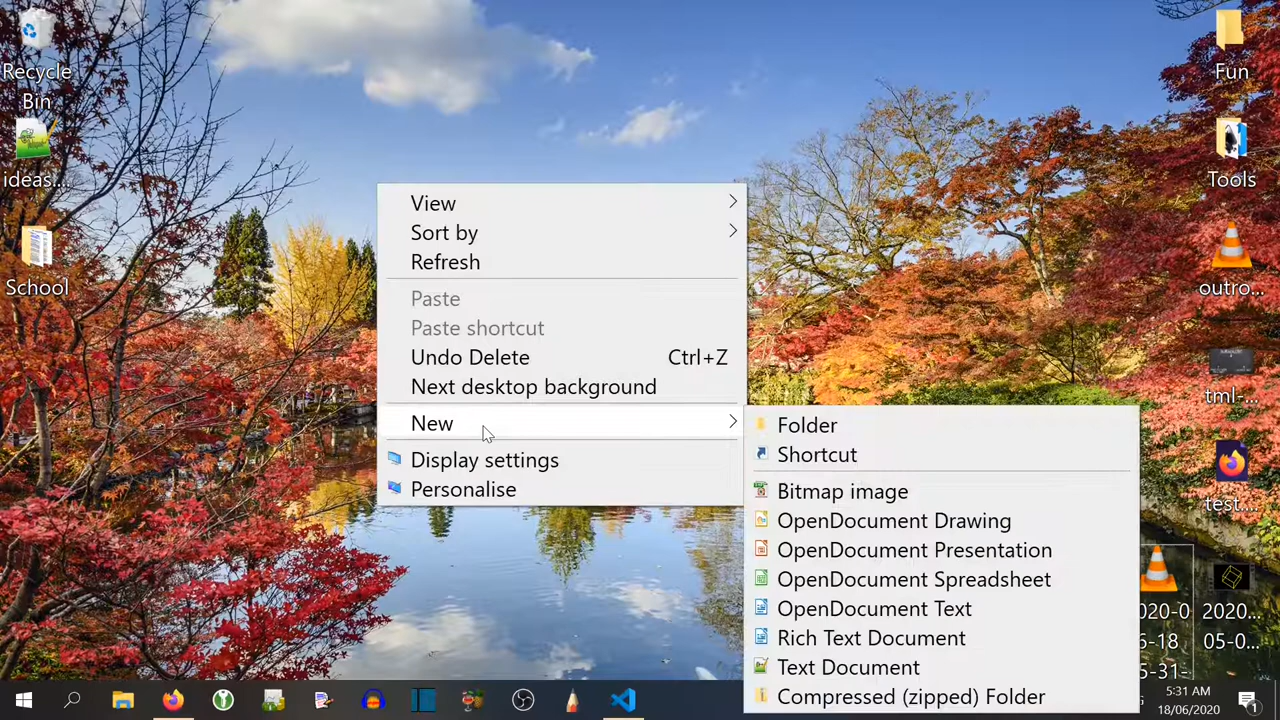 Recycle
Bin
ideas....
School
Fun
Tools
outro...
tml-...
test....
2020-0
6-18
5-31-
2020...
05-0...
View
Sort by
Refresh
Paste
Paste shortcut
Undo Delete Ctrl+Z
Next desktop background
New
Display settings
Personalise
Folder
Shortcut
Bitmap image
OpenDocument Drawing
OpenDocument Presentation
OpenDocument Spreadsheet
OpenDocument Text
Rich Text Document
Text Document
Compressed (zipped) Folder
5:31 AM
18/06/2020
1